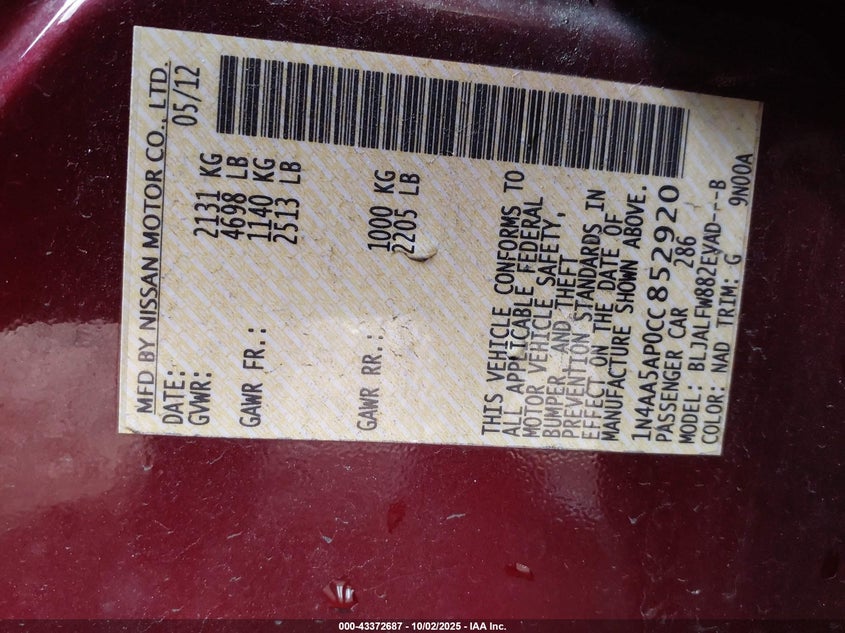 MFD BY NISSAN MOTOR CO., LTD.
DATE: 05/12
GVWR: 2131 KG
4698 LB
GAWR FR.: 1140 KG
2513 LB
GAWR RR.: 1000 KG
2205 LB
THIS VEHICLE CONFORMS TO
ALL APPLICABLE FEDERAL
MOTOR VEHICLE SAFETY,
BUMPER AND THEFT
PREVENTION STANDARDS IN
EFFECT ON THE DATE OF
MANUFACTURE SHOWN ABOVE.
1N4AA5AP0CC852920
PASSENGER CAR 286
MODEL: BLJALFW882EVAD---B
COLOR: NAD TRIM: G 9N00A
000-43372687 - 10/02/2025 - IAA Inc.